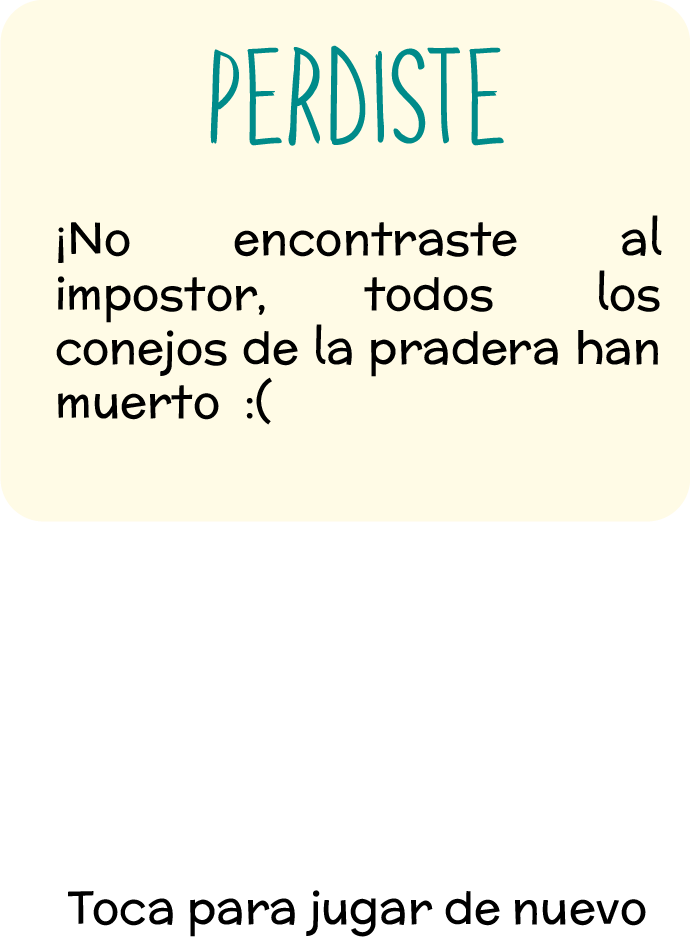 PERDISTE
¡No encontraste al
impostor, todos los
conejos de la pradera han
muerto :(
Toca para jugar de nuevo